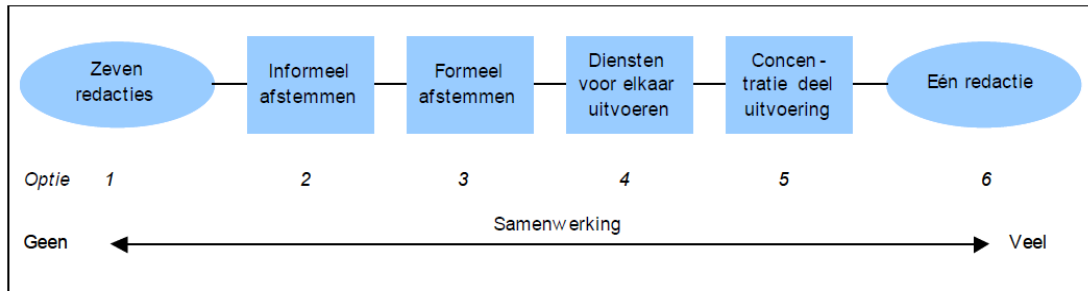 Zeven
redacties
Informeel
afstemmen
Formeel
afstemmen
Diensten
voor elkaar
uitvoeren
Concen-
tratie deel
uitvoering
Eén redactie
Optie 1 2 3 4 5 6
Samenwerking
Geen Veel